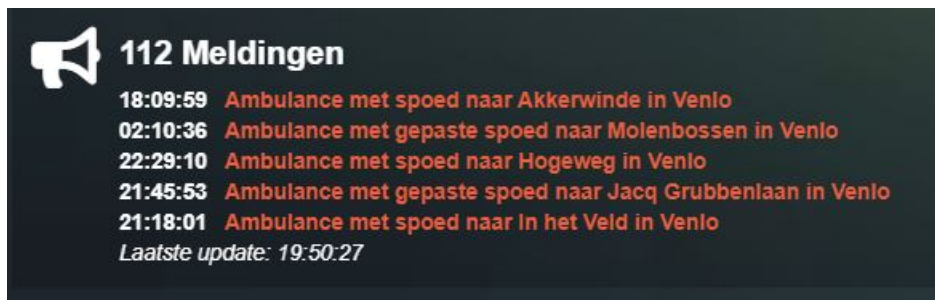 112 Meldingen
18:09:59 Ambulance met spoed naar Akkerwinde in Venlo
02:10:36 Ambulance met gepaste spoed naar Molenbossen in Venlo
22:29:10 Ambulance met spoed naar Hogeweg in Venlo
21:45:53 Ambulance met gepaste spoed naar Jacq Grubbenlaan in Venlo
21:18:01 Ambulance met spoed naar In het Veld in Venlo
Laatste update: 19:50:27